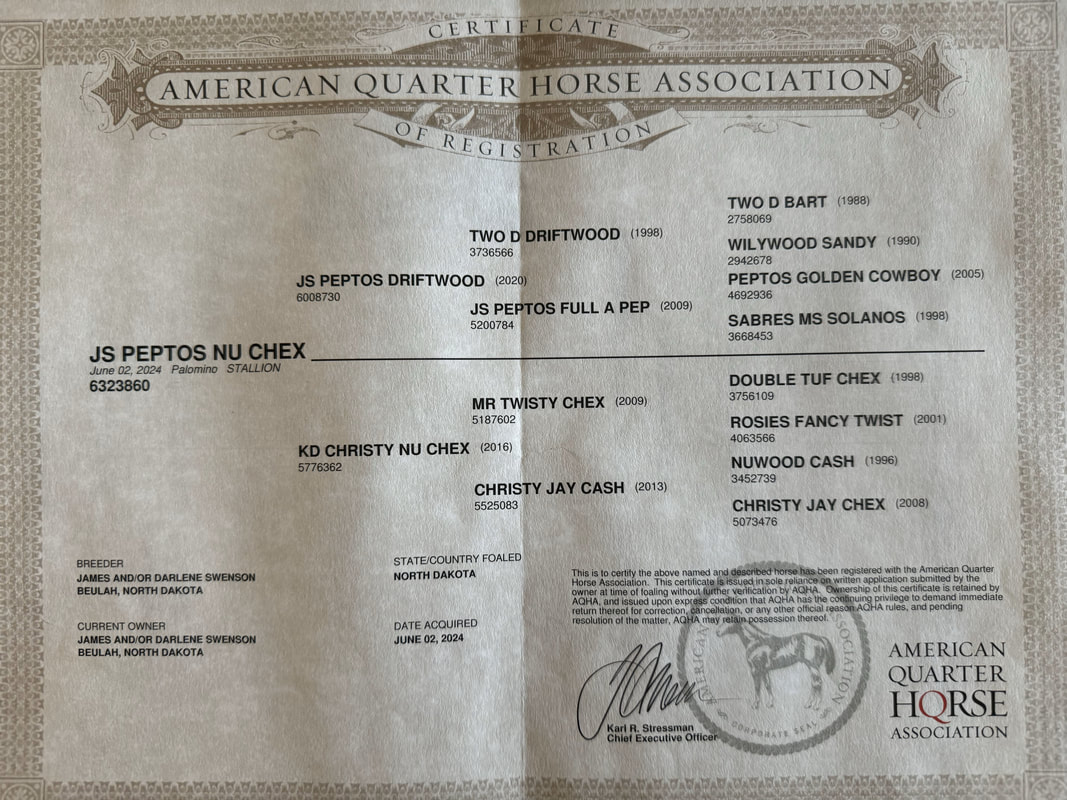 CERTIFICATE
AMERICAN QUARTER HORSE ASSOCIATION
OF REGISTRATION
TWO D BART (1988)
2758069
TWO D DRIFTWOOD (1998)
3736566
WILYWOOD SANDY (1990)
2942678
JS PEPTOS DRIFTWOOD (2020)
6008730
PEPTOS GOLDEN COWBOY (2005)
4692936
JS PEPTOS FULL A PEP (2009)
5200784
SABRES MS SOLANOS (1998)
3668453
JS PEPTOS NU CHEX
June 02, 2024 Palomino STALLION
6323860
DOUBLE TUF CHEX (1998)
3756109
MR TWISTY CHEX (2009)
5187602
ROSIES FANCY TWIST (2001)
4063566
KD CHRISTY NU CHEX (2016)
5776362
NUWOOD CASH (1996)
3452739
CHRISTY JAY CASH (2013)
5525083
CHRISTY JAY CHEX (2008)
5073476
BREEDER
JAMES AND/OR DARLENE SWENSON
BEULAH, NORTH DAKOTA
STATE/COUNTRY FOALED
NORTH DAKOTA
CURRENT OWNER
JAMES AND/OR DARLENE SWENSON
BEULAH, NORTH DAKOTA
DATE ACQUIRED
JUNE 02, 2024
This is to certify the above named and described horse has been registered with the American Quarter
Horse Association. This certificate is issued in sole reliance on written application submitted by the
owner at time of foaling without further verification by AQHA. Ownership of this certificate is retained by
AQHA, and issued upon express condition that AQHA has the continuing privilege to demand immediate
return thereof for correction, cancellation, or any other official reason AQHA rules, and pending
resolution of the matter, AQHA may retain possession thereof.
Karl R. Stressman
Chief Executive Officer
CORPORATE SEAL
AMERICAN
QUARTER
HORSE
ASSOCIATION